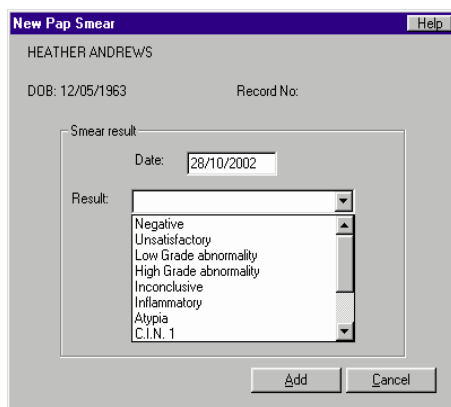 New Pap Smear Help
HEATHER ANDREWS
DOB: 12/05/1963 Record No:
Smear result
Date: 28/10/2002
Result:
Negative
Unsatisfactory
Low Grade abnormality
High Grade abnormality
Inconclusive
Inflammatory
Atypia
C.I.N. 1
Add Cancel